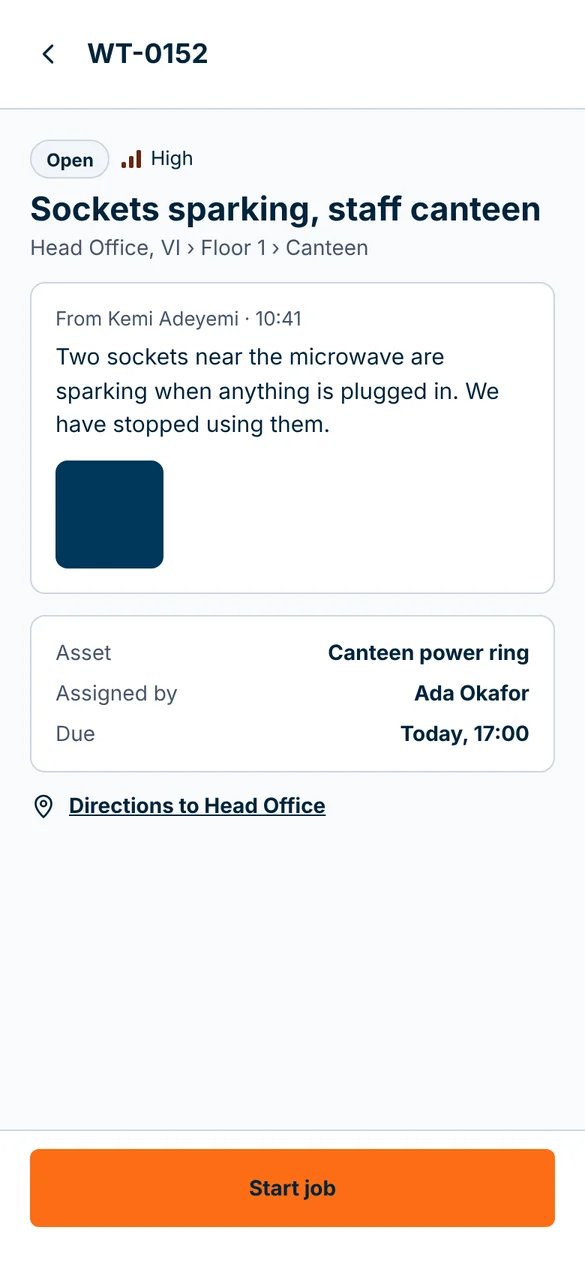 WT-0152
Open
High
Sockets sparking, staff canteen
Head Office, VI › Floor 1 › Canteen
From Kemi Adeyemi · 10:41
Two sockets near the microwave are
sparking when anything is plugged in. We
have stopped using them.
Asset Canteen power ring
Assigned by Ada Okafor
Due Today, 17:00
Directions to Head Office
Start job